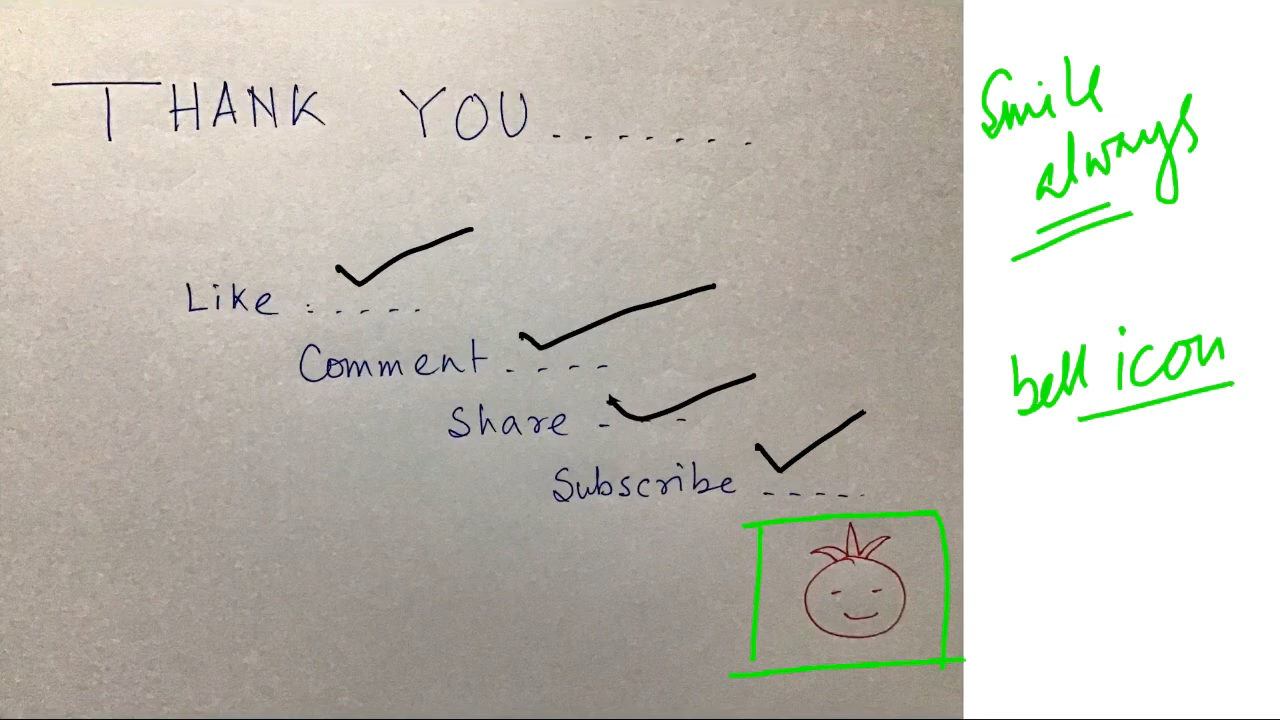 THANK YOU........
Like ......
Comment ....
Share ...
Subscribe .....
Smile
always
bell icon